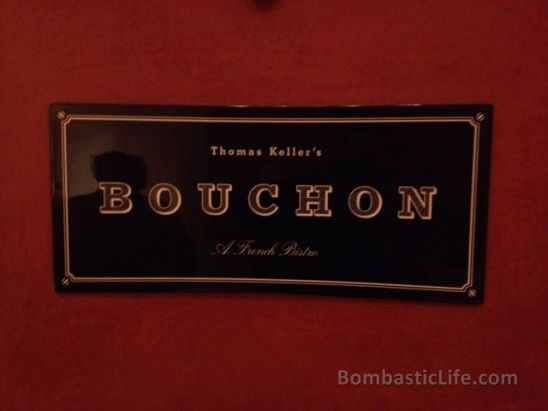 Thomas Keller's
BOUCHON
A French Bistro
BombasticLife.com